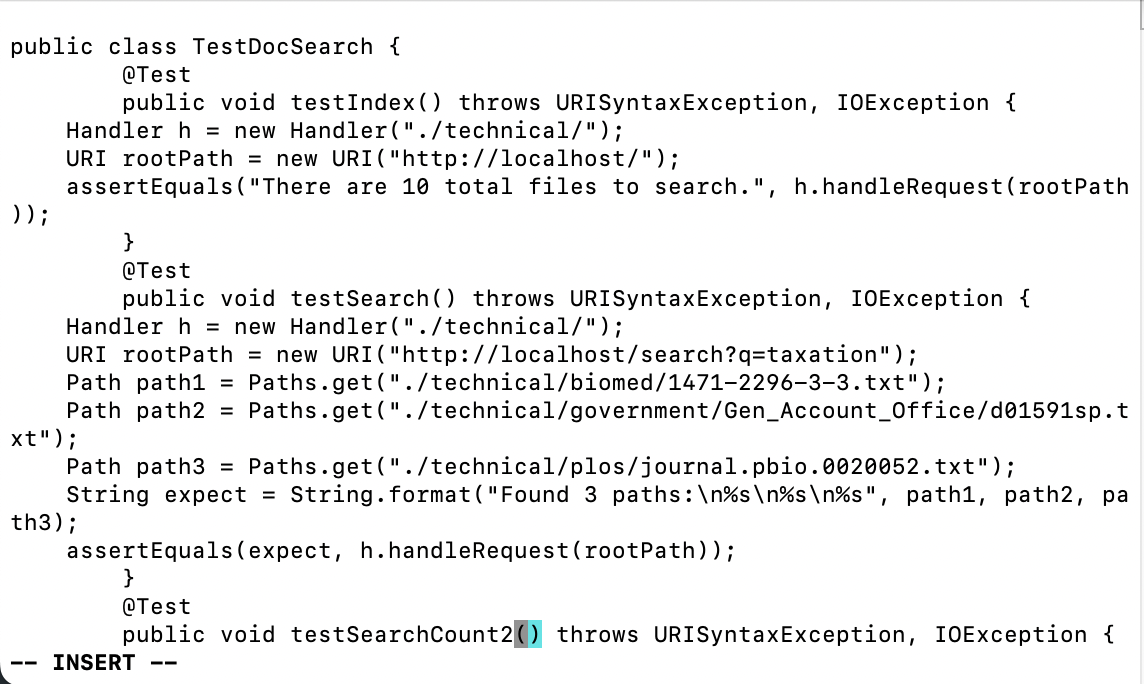 public class TestDocSearch {
        @Test
        public void testIndex() throws URISyntaxException, IOException {
    Handler h = new Handler("./technical/");
    URI rootPath = new URI("http://localhost/");
    assertEquals("There are 10 total files to search.", h.handleRequest(rootPath
));
        }
        @Test
        public void testSearch() throws URISyntaxException, IOException {
    Handler h = new Handler("./technical/");
    URI rootPath = new URI("http://localhost/search?q=taxation");
    Path path1 = Paths.get("./technical/biomed/1471-2296-3-3.txt");
    Path path2 = Paths.get("./technical/government/Gen_Account_Office/d01591sp.t
xt");
    Path path3 = Paths.get("./technical/plos/journal.pbio.0020052.txt");
    String expect = String.format("Found 3 paths:\n%s\n%s\n%s", path1, path2, pa
th3);
    assertEquals(expect, h.handleRequest(rootPath));
        }
        @Test
        public void testSearchCount2() throws URISyntaxException, IOException {
-- INSERT --